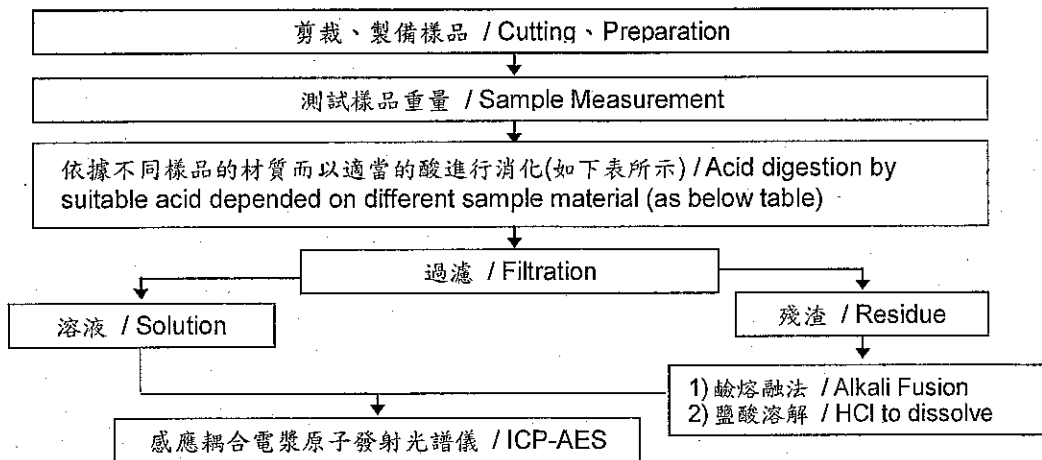 剪裁、製備樣品 / Cutting、Preparation
測試樣品重量 / Sample Measurement
依據不同樣品的材質而以適當的酸進行消化(如下表所示) / Acid digestion by
suitable acid depended on different sample material (as below table)
過濾 / Filtration
溶液 / Solution
殘渣 / Residue
1) 鹼熔融法 / Alkali Fusion
2) 鹽酸溶解 / HCl to dissolve
感應耦合電漿原子發射光譜儀 / ICP-AES